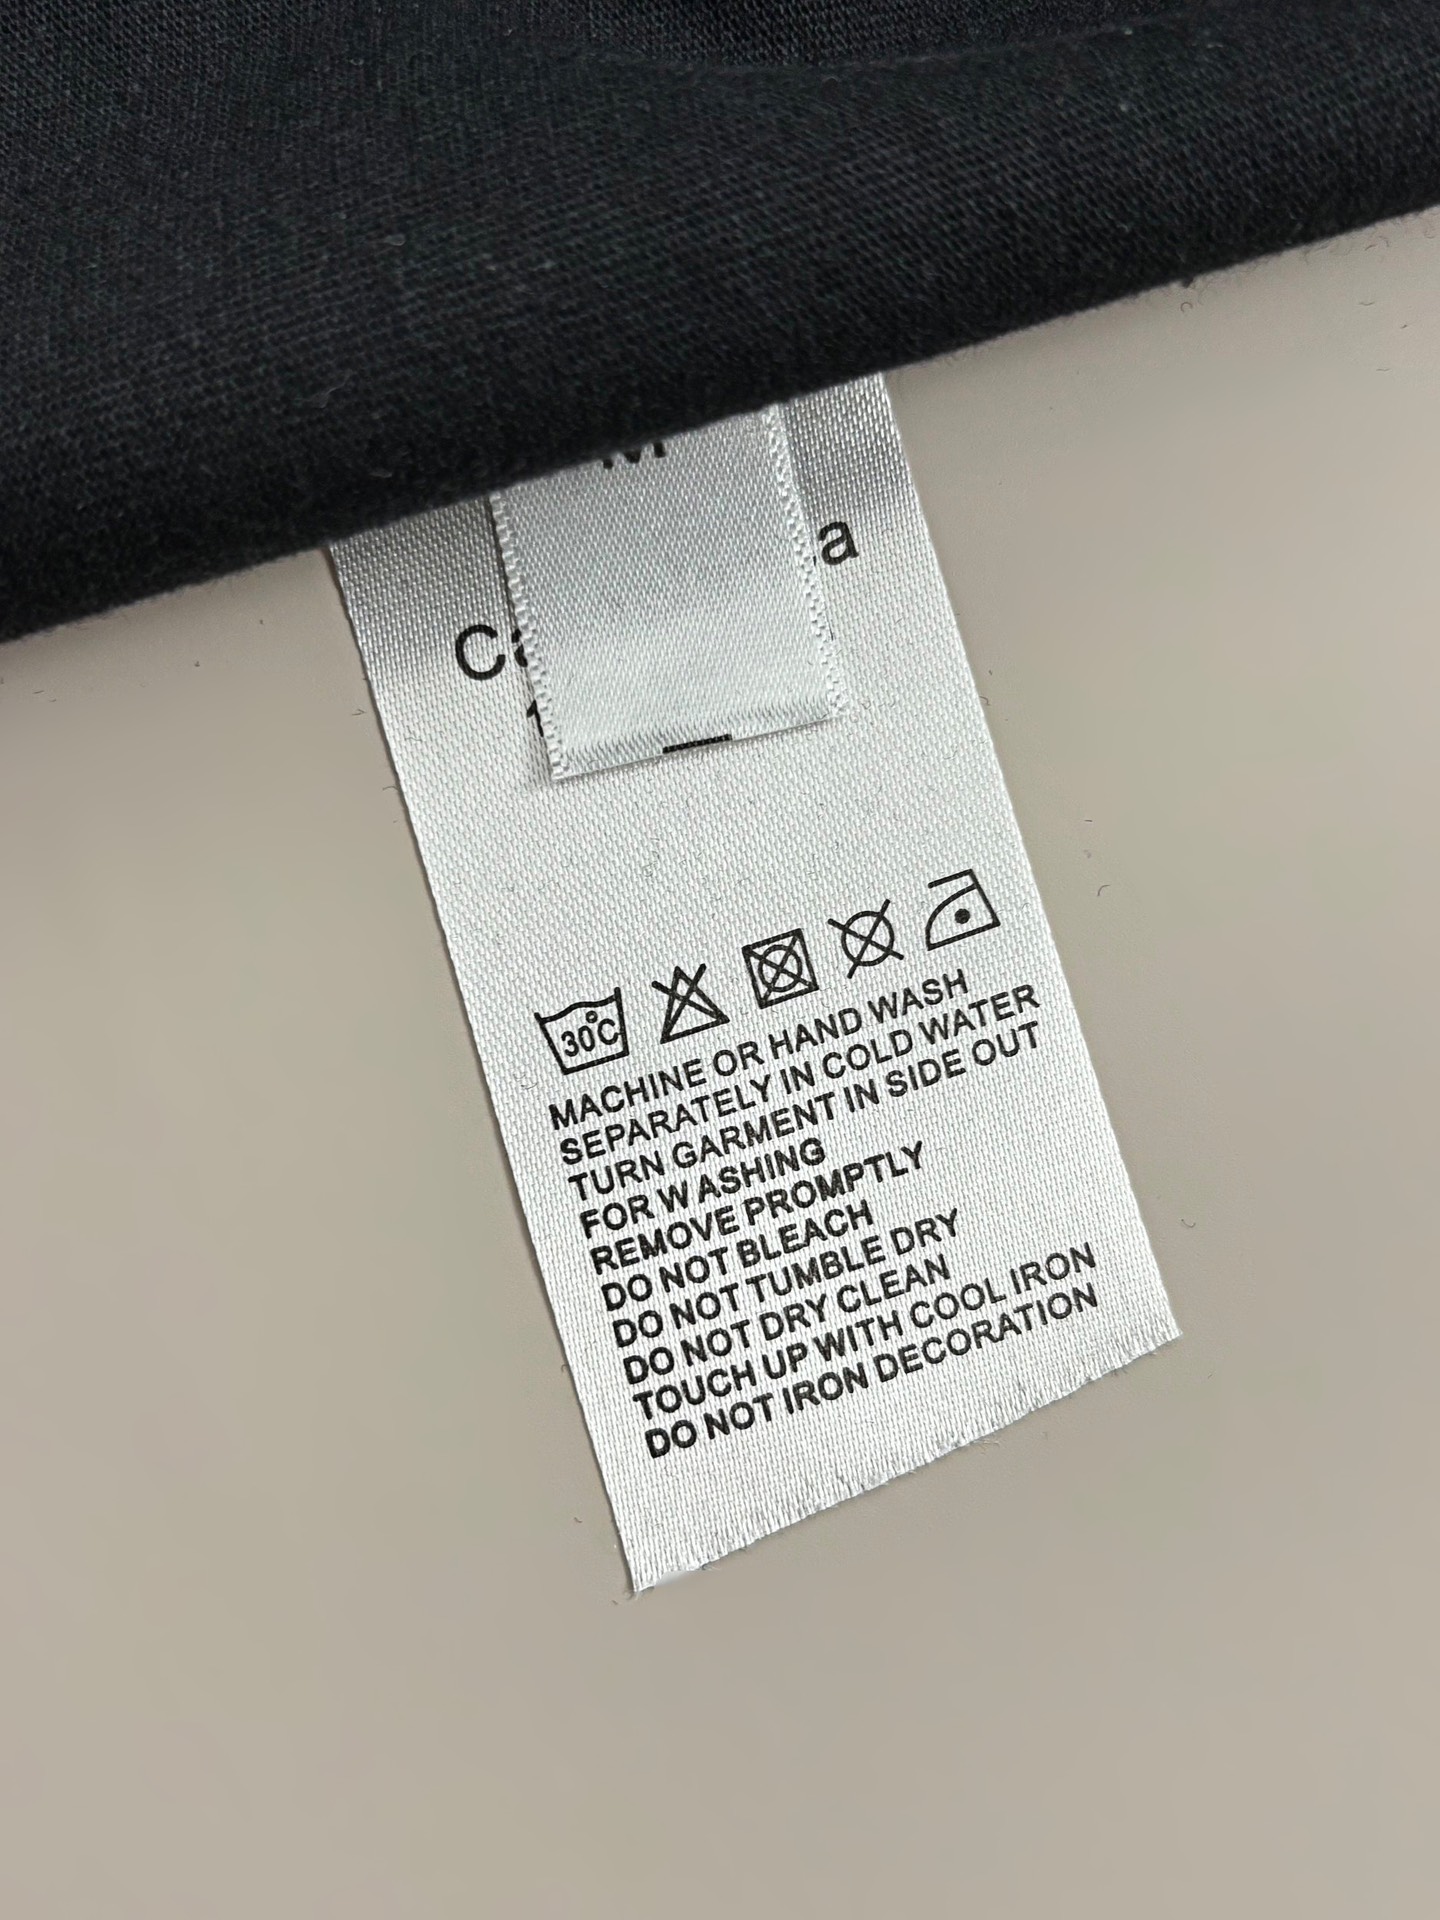 M
30°C
MACHINE OR HAND WASH
SEPARATELY IN COLD WATER
TURN GARMENT IN SIDE OUT
FOR WASHING
REMOVE PROMPTLY
DO NOT BLEACH
DO NOT TUMBLE DRY
DO NOT DRY CLEAN
TOUCH UP WITH COOL IRON
DO NOT IRON DECORATION